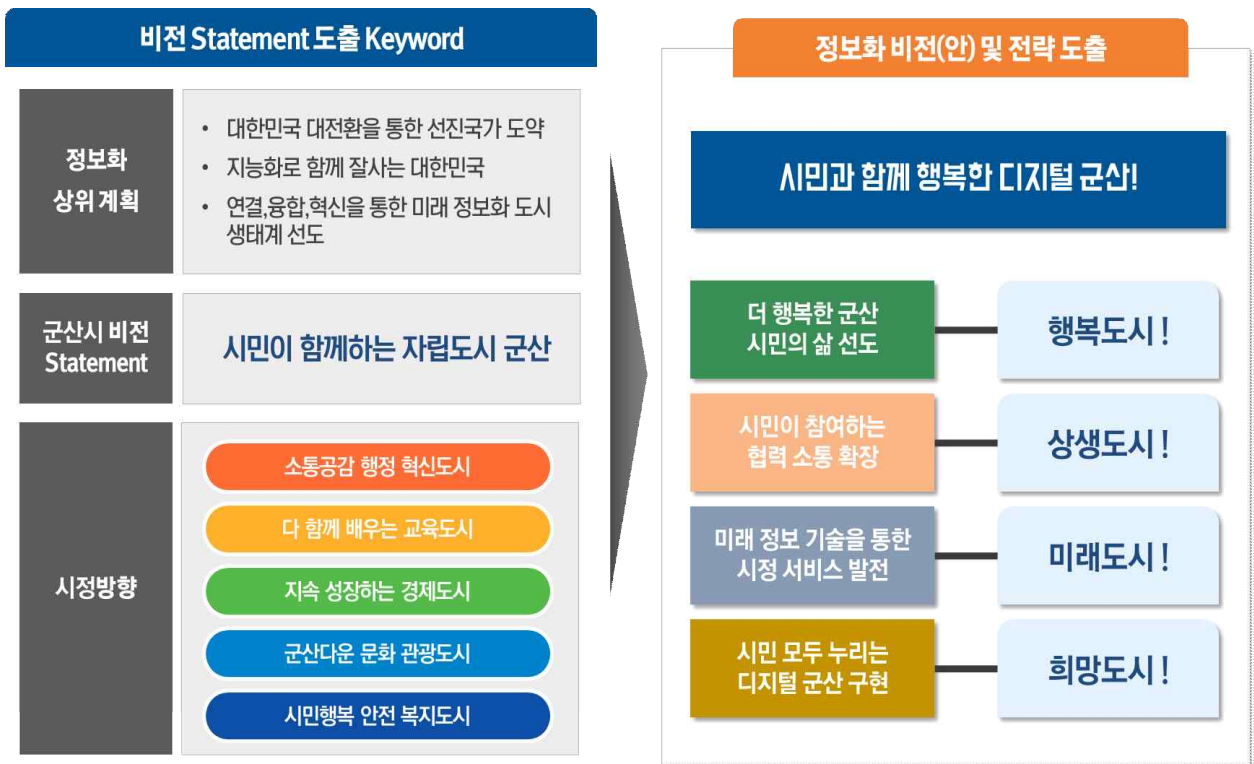 비전 Statement 도출 Keyword
정보화
상위 계획
• 대한민국 대전환을 통한 선진국가 도약
• 지능화로 함께 잘사는 대한민국
• 연결,융합,혁신을 통한 미래 정보화 도시
생태계 선도
군산시 비전
Statement
시민이 함께하는 자립도시 군산
시정방향
소통공감 행정 혁신도시
다 함께 배우는 교육도시
지속 성장하는 경제도시
군산다운 문화 관광도시
시민행복 안전 복지도시
정보화 비전(안) 및 전략 도출
시민과 함께 행복한 디지털 군산!
더 행복한 군산
시민의 삶 선도
행복도시 !
시민이 참여하는
협력 소통 확장
상생도시 !
미래 정보 기술을 통한
시정 서비스 발전
미래도시 !
시민 모두 누리는
디지털 군산 구현
희망도시 !